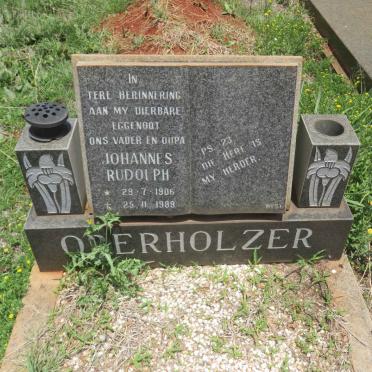 IN
TERE HERINNERING
AAN MY DIERBARE
EGGENOOT
ONS VADER EN OUPA
JOHANNES
RUDOLPH
* 29·7·1906
25·11·1989
PS. 23
DIE HERE IS
MY HERDER
OBERHOLZER